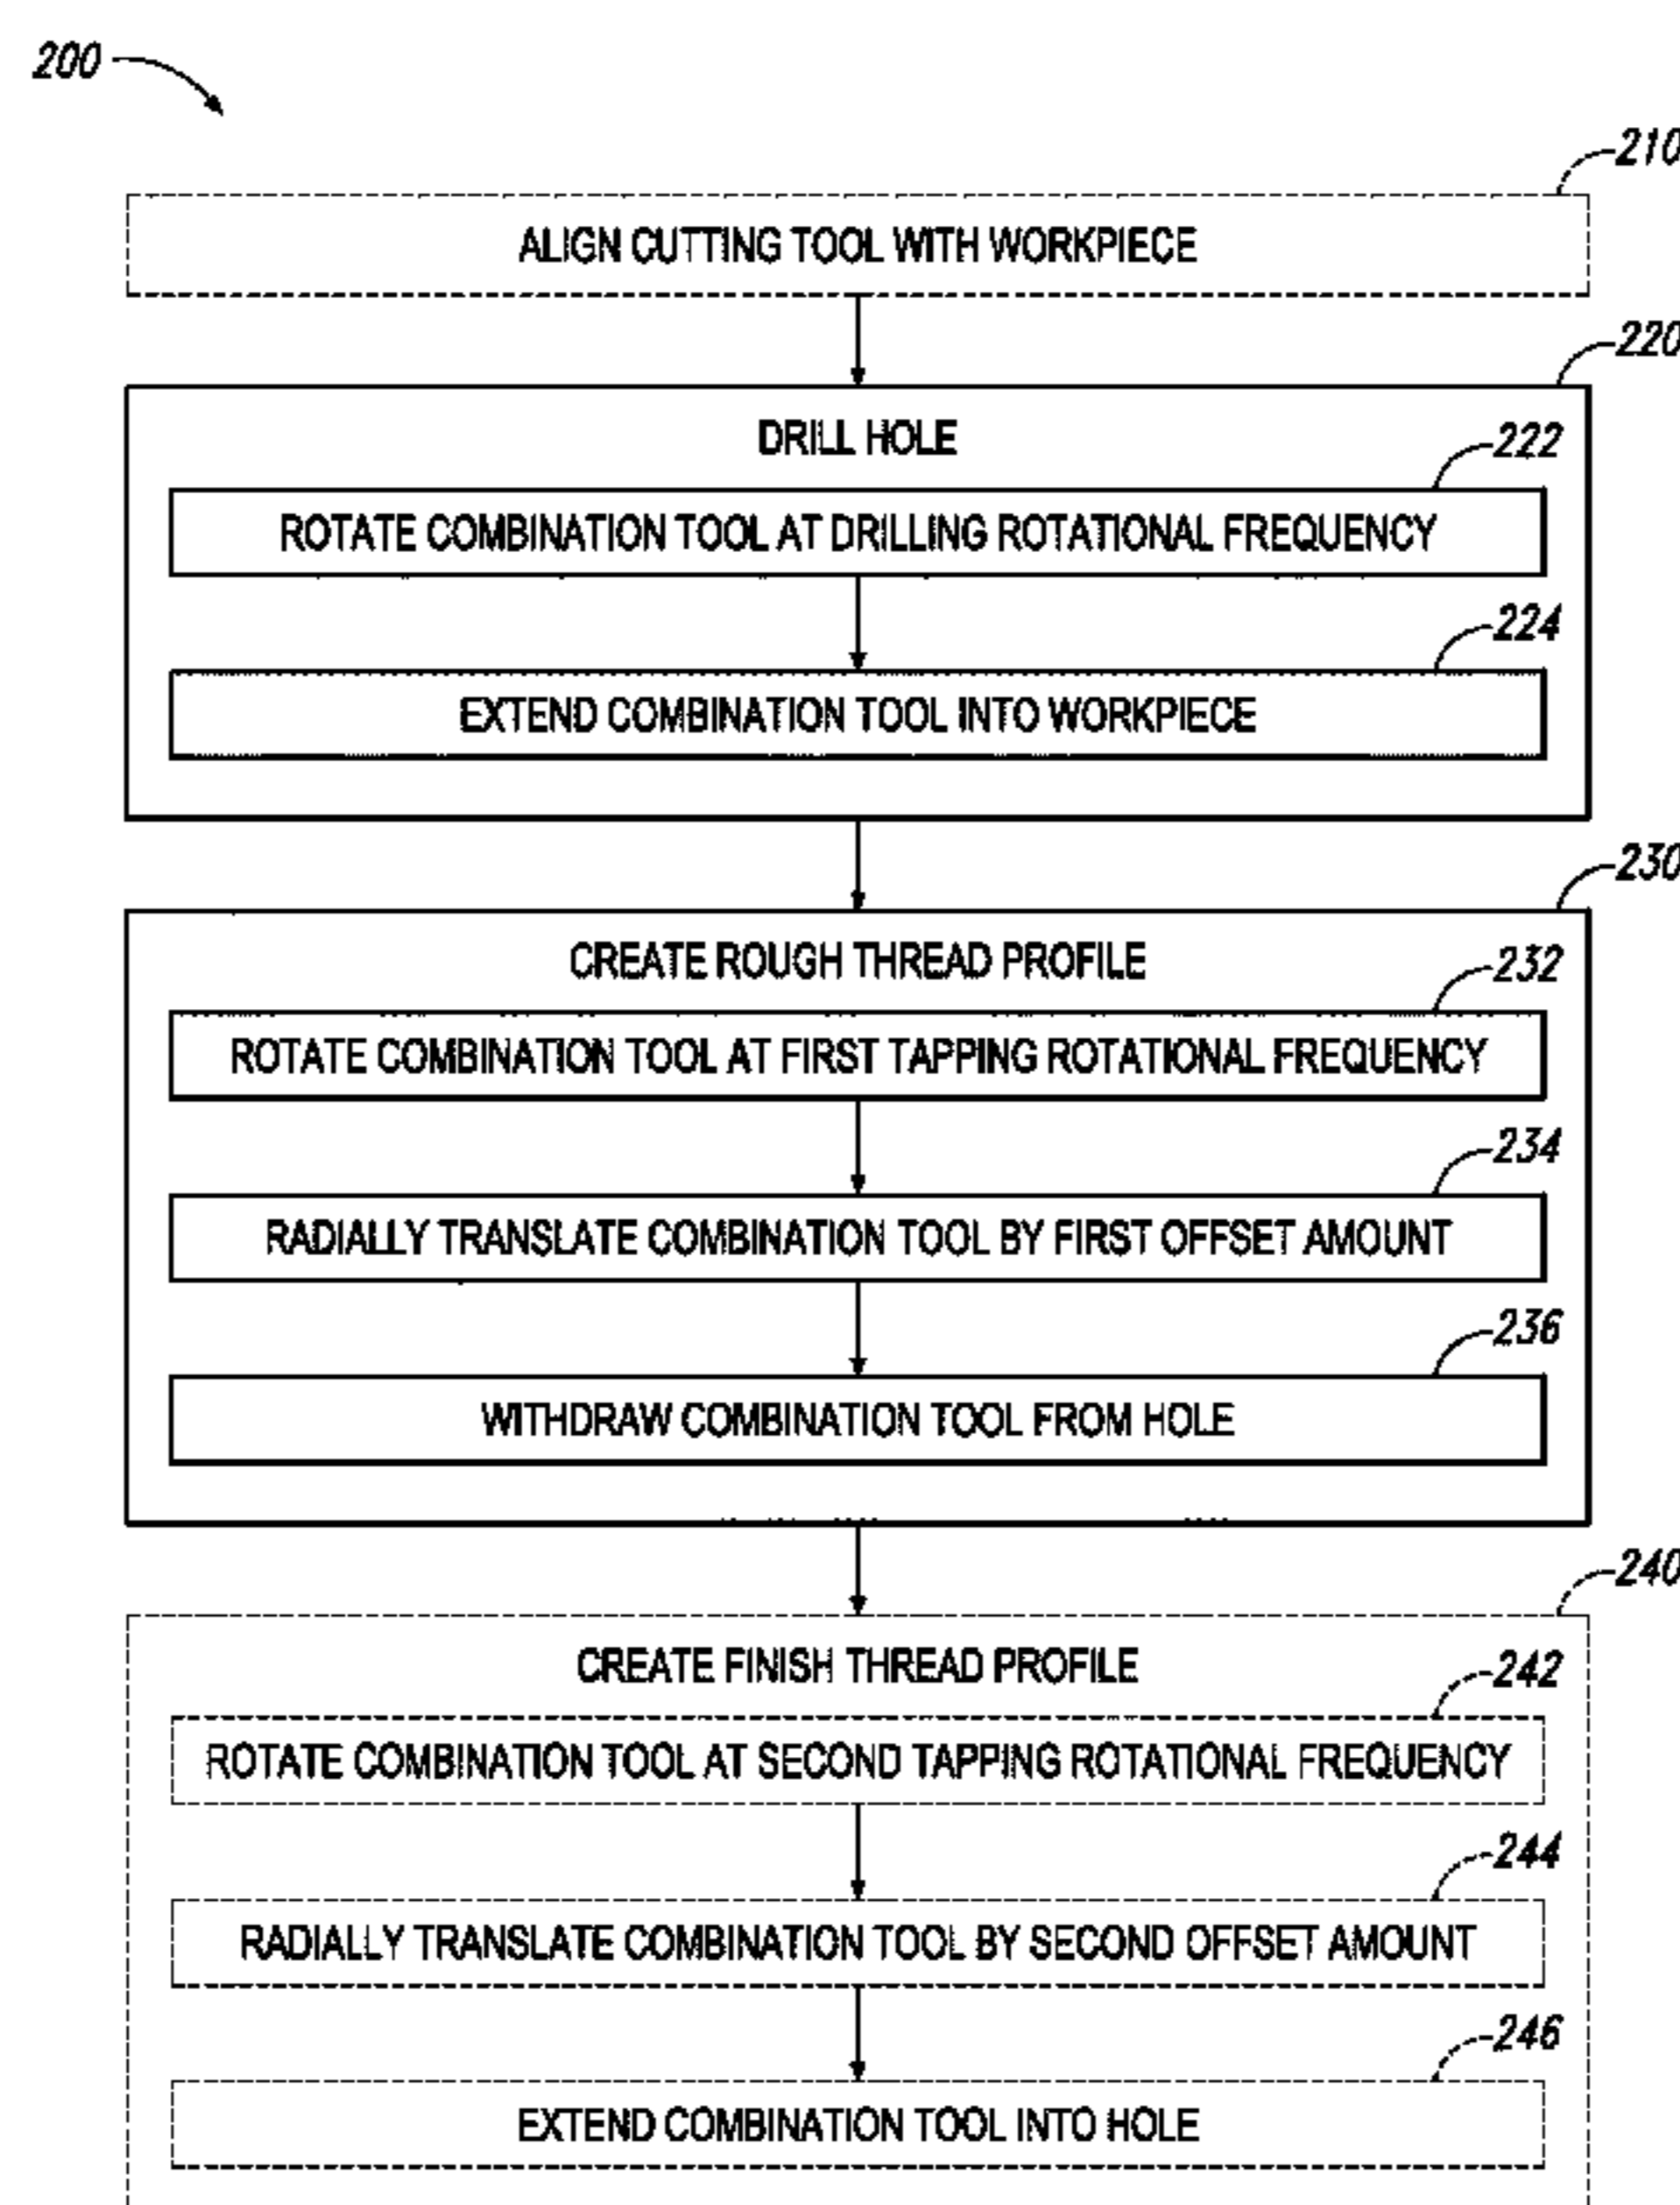 200
210
ALIGN CUTTING TOOL WITH WORKPIECE
220
DRILL HOLE
222
ROTATE COMBINATION TOOL AT DRILLING ROTATIONAL FREQUENCY
224
EXTEND COMBINATION TOOL INTO WORKPIECE
230
CREATE ROUGH THREAD PROFILE
232
ROTATE COMBINATION TOOL AT FIRST TAPPING ROTATIONAL FREQUENCY
234
RADIALLY TRANSLATE COMBINATION TOOL BY FIRST OFFSET AMOUNT
236
WITHDRAW COMBINATION TOOL FROM HOLE
240
CREATE FINISH THREAD PROFILE
242
ROTATE COMBINATION TOOL AT SECOND TAPPING ROTATIONAL FREQUENCY
244
RADIALLY TRANSLATE COMBINATION TOOL BY SECOND OFFSET AMOUNT
246
EXTEND COMBINATION TOOL INTO HOLE